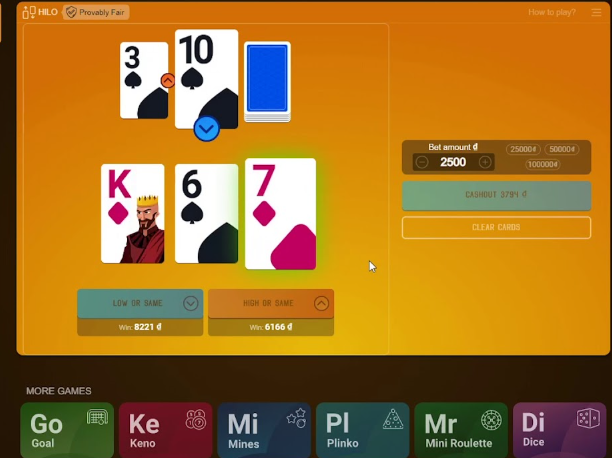 HILO Provably Fair How to play?
3
10
Bet amount ₫
2500
25000₫ 50000₫
100000₫
K
6
7
CASHOUT 3794 ₫
CLEAR CARDS
LOW OR SAME
HIGH OR SAME
Win: 8221 ₫
Win: 6166 ₫
MORE GAMES
Go
Goal
Ke
Keno
Mi
Mines
Pl
Plinko
Mr
Mini Roulette
Di
Dice